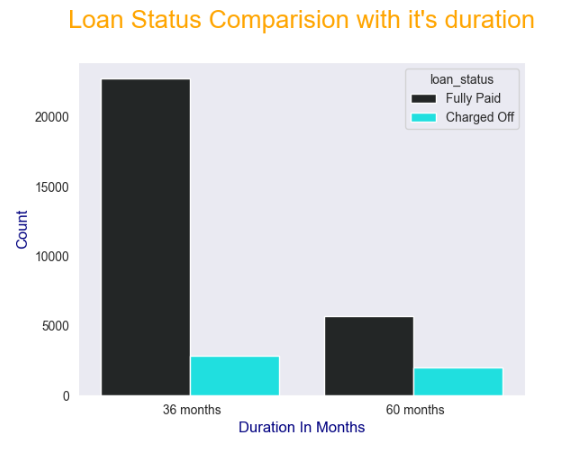 Loan Status Comparision with it's duration
loan_status
Fully Paid
Charged Off
20000
15000
10000
5000
0
Count
36 months
60 months
Duration In Months